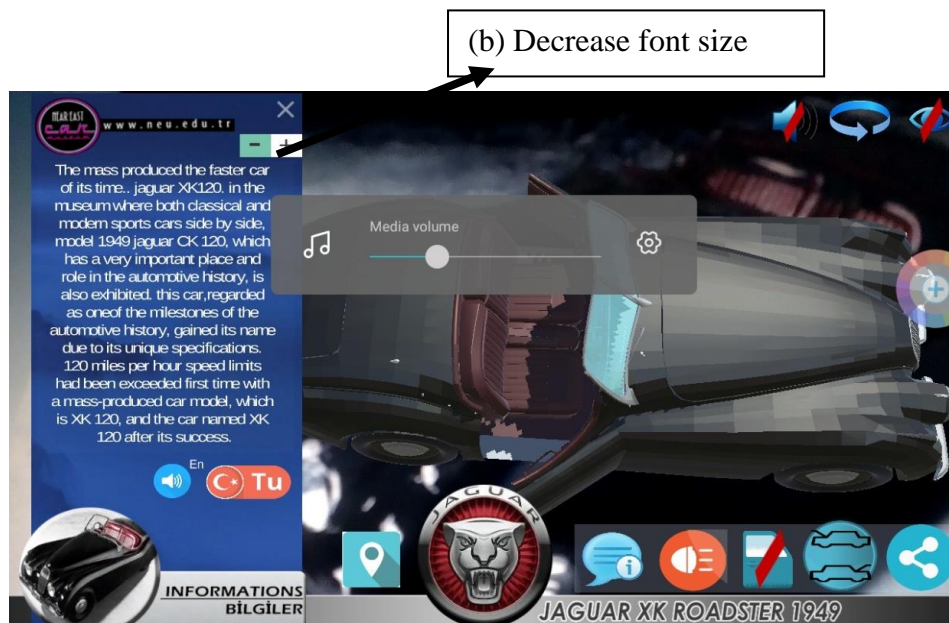 (b) Decrease font size
NEAR EAST
car
www.neu.edu.tr
- +
The mass produced the faster car
of its time.. jaguar XK120. in the
museum where both classical and
modern sports cars side by side,
model 1949 jaguar CK 120, which
has a very important place and
role in the automotive history, is
also exhibited. this car,regarded
as oneof the milestones of the
automotive history, gained its name
due to its unique specifications.
120 miles per hour speed limits
had been exceeded first time with
a mass-produced car model, which
is XK 120, and the car named XK
120 after its success.
Media volume
En
Tu
JAGUAR
INFORMATIONS
BİLGİLER
JAGUAR XK ROADSTER 1949